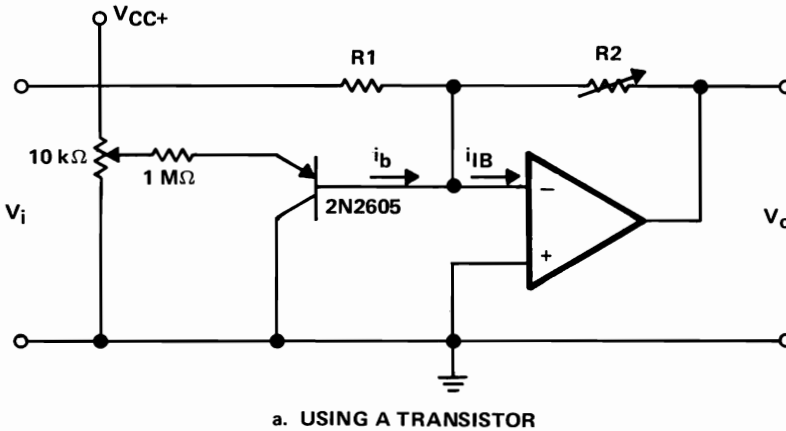 VCC+
R1
R2
10 kΩ
1 MΩ
ib
iIB
2N2605
Vi
Vo
−
+
a. USING A TRANSISTOR